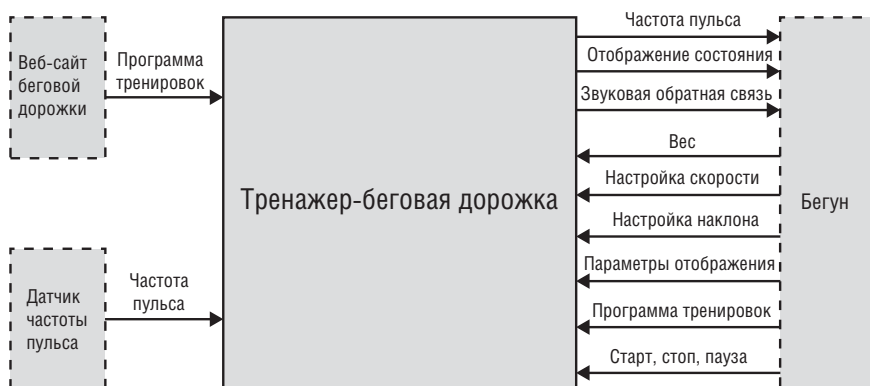 Веб-сайт
беговой
дорожки
Программа
тренировок
Датчик
частоты
пульса
Частота
пульса
Тренажер-беговая дорожка
Частота пульса
Отображение состояния
Звуковая обратная связь
Вес
Настройка скорости
Настройка наклона
Параметры отображения
Программа тренировок
Старт, стоп, пауза
Бегун